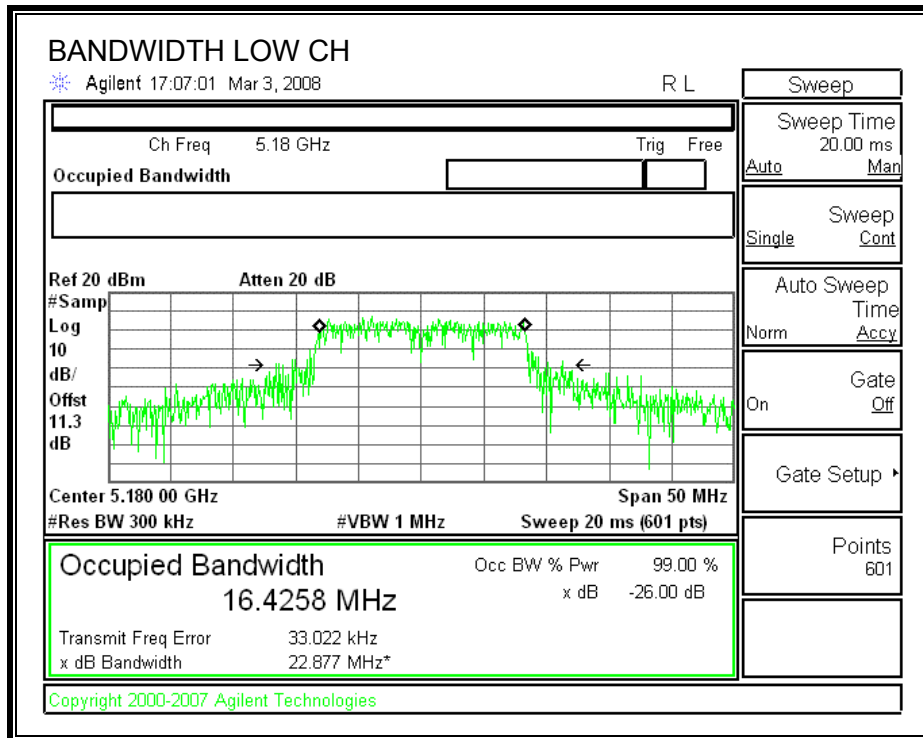 BANDWIDTH LOW CH
Agilent 17:07:01 Mar 3, 2008 R L
Ch Freq 5.18 GHz Trig Free
Occupied Bandwidth
Ref 20 dBm Atten 20 dB
#Samp
Log
10
dB/
Offst
11.3
dB
Center 5.180 00 GHz Span 50 MHz
#Res BW 300 kHz #VBW 1 MHz Sweep 20 ms (601 pts)
Occupied Bandwidth Occ BW % Pwr 99.00 %
16.4258 MHz x dB -26.00 dB
Transmit Freq Error 33.022 kHz
x dB Bandwidth 22.877 MHz*
Copyright 2000-2007 Agilent Technologies
Sweep
Sweep Time
20.00 ms
Auto Man
Sweep
Single Cont
Auto Sweep
Time
Norm Accy
Gate
On Off
Gate Setup
Points
601